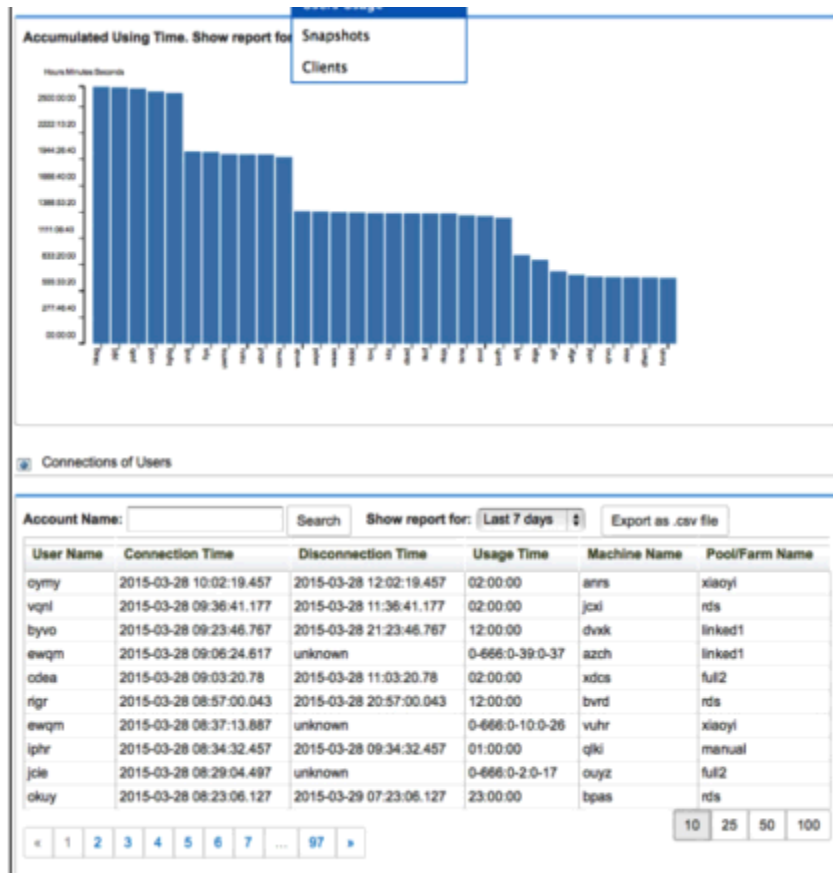 Users Usage
Accumulated Using Time. Show report for
Snapshots
Clients
Hours:Minutes:Seconds
2500:00:00
2222:13:20
1944:26:40
1666:40:00
1388:53:20
1111:06:40
833:20:00
555:33:20
277:46:40
00:00:00
Connections of Users
Account Name: Search Show report for: Last 7 days Export as .csv file
User Name Connection Time Disconnection Time Usage Time Machine Name Pool/Farm Name
oymy 2015-03-28 10:02:19.457 2015-03-28 12:02:19.457 02:00:00 anrs xiaoyi
vqnl 2015-03-28 09:36:41.177 2015-03-28 11:36:41.177 02:00:00 jcxi rds
byvo 2015-03-28 09:23:46.767 2015-03-28 21:23:46.767 12:00:00 dvxk linked1
ewqm 2015-03-28 09:06:24.617 unknown 0-666:0-39:0-37 azch linked1
cdea 2015-03-28 09:03:20.78 2015-03-28 11:03:20.78 02:00:00 xdcs full2
rigr 2015-03-28 08:57:00.043 2015-03-28 20:57:00.043 12:00:00 bvrd rds
ewqm 2015-03-28 08:37:13.887 unknown 0-666:0-10:0-26 vuhr xiaoyi
iphr 2015-03-28 08:34:32.457 2015-03-28 09:34:32.457 01:00:00 qlki manual
jcie 2015-03-28 08:29:04.497 unknown 0-666:0-2:0-17 ouyz full2
okuy 2015-03-28 08:23:06.127 2015-03-29 07:23:06.127 23:00:00 bpas rds
10 25 50 100
« 1 2 3 4 5 6 7 ... 97 »